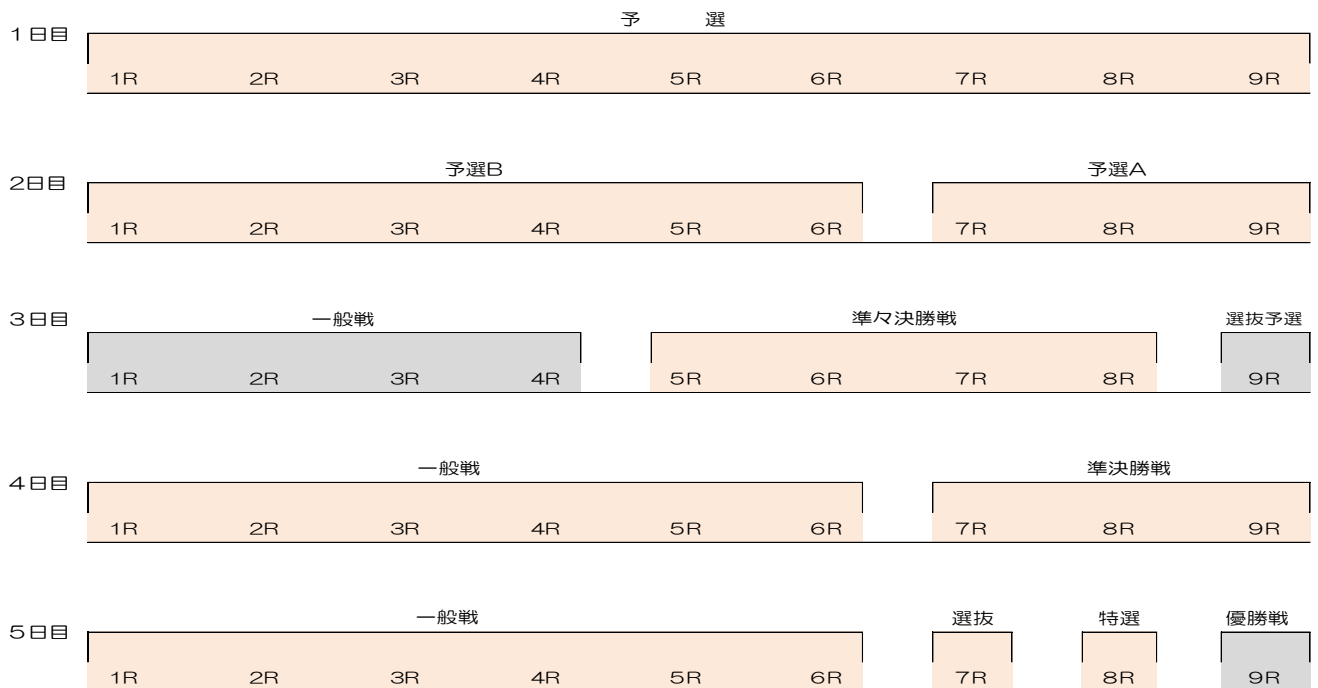 予　選
1日目
1R 2R 3R 4R 5R 6R 7R 8R 9R
予選B 予選A
2日目
1R 2R 3R 4R 5R 6R 7R 8R 9R
3日目 一般戦 準々決勝戦 選抜予選
1R 2R 3R 4R 5R 6R 7R 8R 9R
一般戦 準決勝戦
4日目
1R 2R 3R 4R 5R 6R 7R 8R 9R
一般戦 選抜 特選 優勝戦
5日目
1R 2R 3R 4R 5R 6R 7R 8R 9R